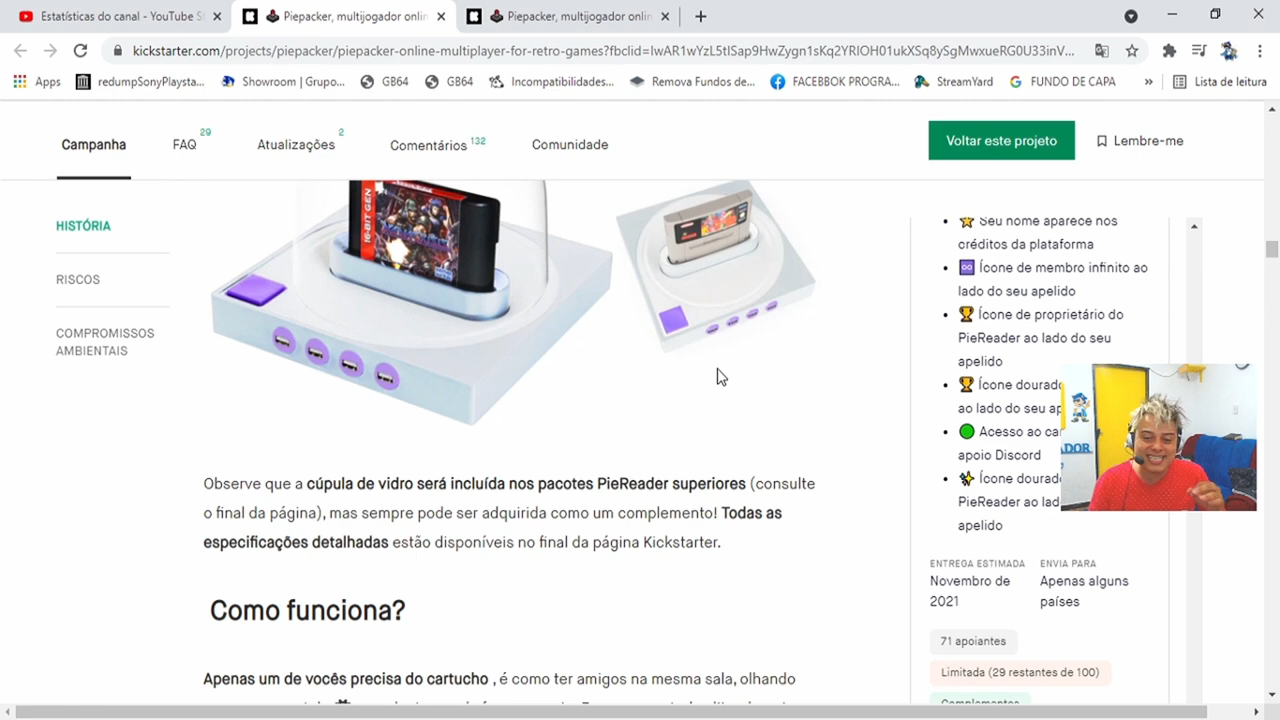 Estatísticas do canal - YouTube S
Piepacker, multijogador onlin
Piepacker, multijogador onlin
kickstarter.com/projects/piepacker/piepacker-online-multiplayer-for-retro-games?fbclid=IwAR1wYzL5tISap9HwZygn1sKq2YRIOH01ukXSq8ySgMwxueRG0U33inV...
Apps
redumpSonyPlaysta...
Showroom | Grupo...
GB64
GB64
Incompatibilidades...
Remova Fundos de...
FACEBBOK PROGRA...
StreamYard
FUNDO DE CAPA
»
Lista de leitura
Campanha
FAQ 29
Atualizações 2
Comentários 132
Comunidade
Voltar este projeto
Lembre-me
HISTÓRIA
RISCOS
COMPROMISSOS
AMBIENTAIS
16-BIT GEN
Observe que a cúpula de vidro será incluída nos pacotes PieReader superiores (consulte
o final da página), mas sempre pode ser adquirida como um complemento! Todas as
especificações detalhadas estão disponíveis no final da página Kickstarter.
Como funciona?
Apenas um de vocês precisa do cartucho , é como ter amigos na mesma sala, olhando
• Seu nome aparece nos
créditos da plataforma
• Ícone de membro infinito ao
lado do seu apelido
• Ícone de proprietário do
PieReader ao lado do seu
apelido
• Ícone dourad
ao lado do seu ap
• Acesso ao ca
apoio Discord
• Ícone dourad
PieReader ao lad
apelido
ADOR
ENTREGA ESTIMADA
Novembro de
2021
ENVIA PARA
Apenas alguns
países
71 apoiantes
Limitada (29 restantes de 100)
Complementos